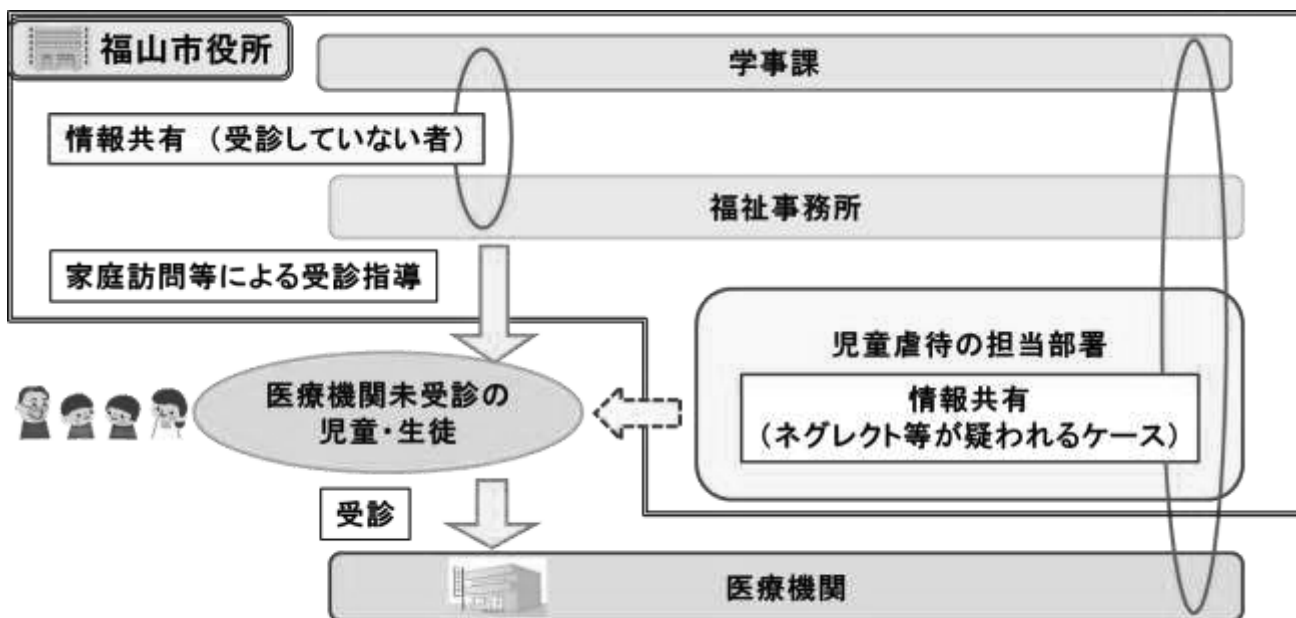 福山市役所
学事課
情報共有 （受診していない者）
福祉事務所
家庭訪問等による受診指導
児童虐待の担当部署
情報共有
（ネグレクト等が疑われるケース）
医療機関未受診の
児童・生徒
受診
医療機関